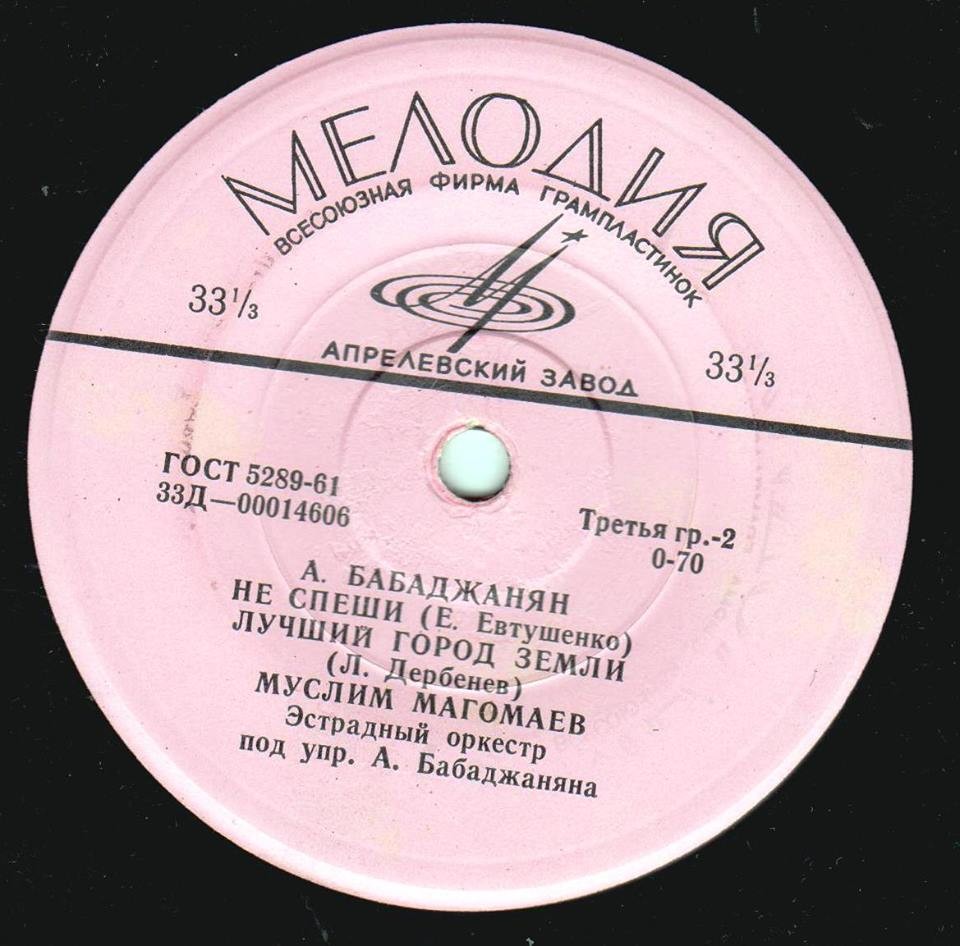 МЕЛОДИЯ
ВСЕСОЮЗНАЯ ФИРМА ГРАМПЛАСТИНОК
33⅓
33⅓
АПРЕЛЕВСКИЙ ЗАВОД
ГОСТ 5289-61
33Д—00014606
Третья гр.-2
0-70
А. БАБАДЖАНЯН
НЕ СПЕШИ (Е. Евтушенко)
ЛУЧШИЙ ГОРОД ЗЕМЛИ
(Л. Дербенев)
МУСЛИМ МАГОМАЕВ
Эстрадный оркестр
под упр. А. Бабаджаняна